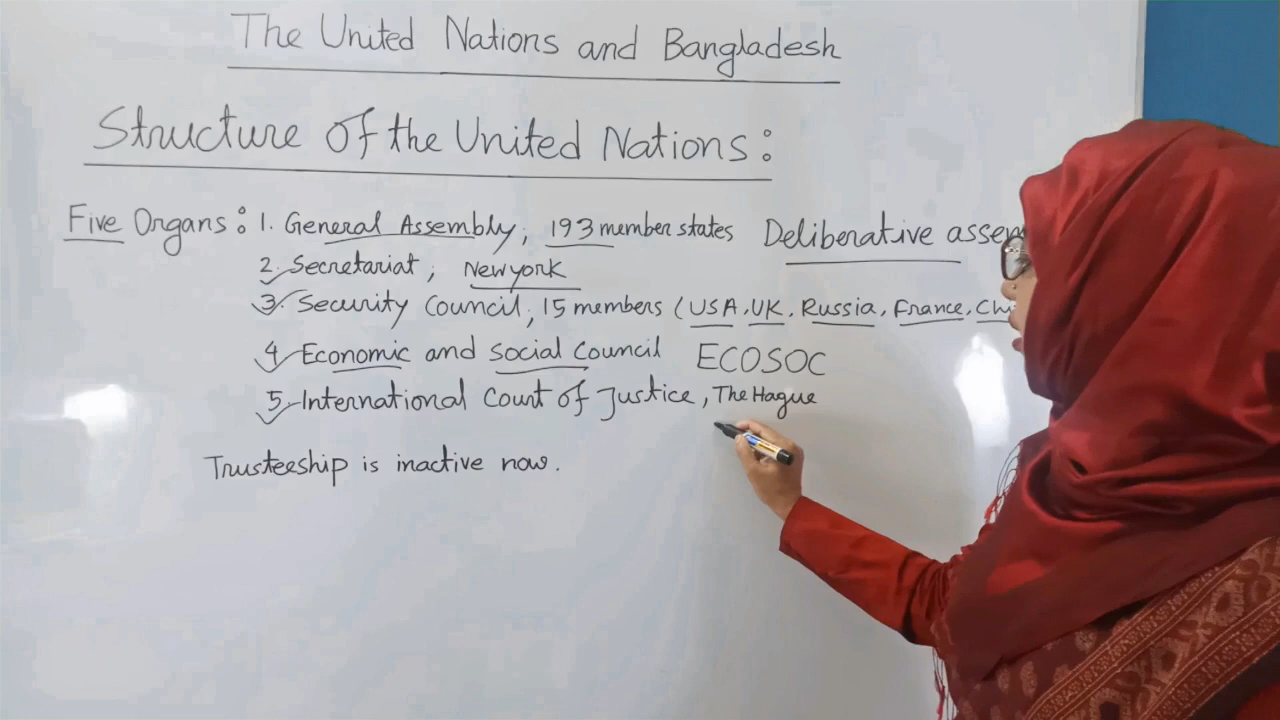 The United Nations and Bangladesh
Structure Of the United Nations:
Five Organs: 1. General Assembly, 193 member states Deliberative
2. Secretariat, Newyork
3. Security Council, 15 members (USA, UK, Russia, France,
4. Economic and Social Council ECOSOC
5. International Court of Justice, The Hague
Trusteeship is inactive now.